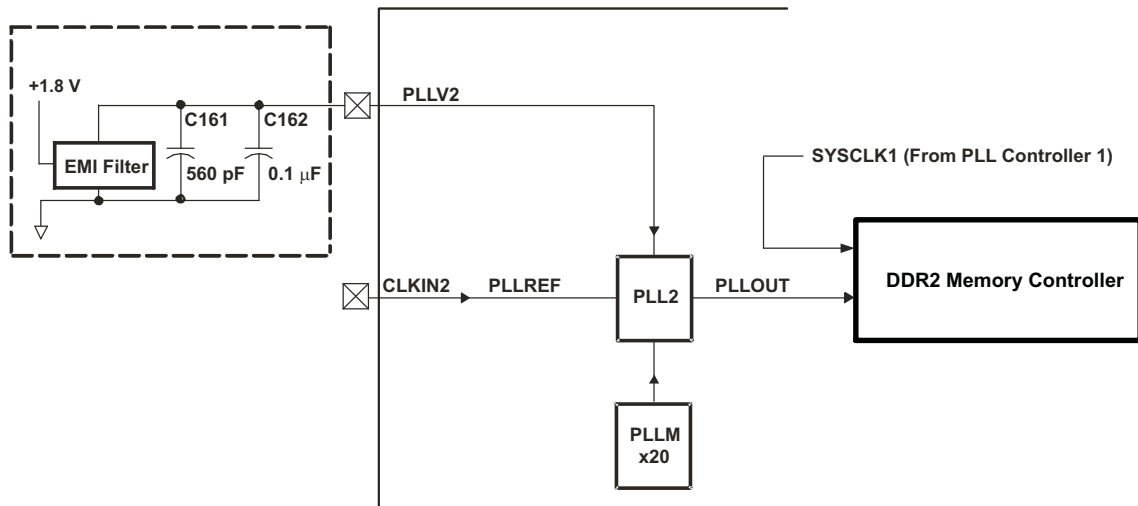 +1.8 V
C161
C162
EMI Filter
560 pF
0.1 µF
PLLV2
SYSCLK1 (From PLL Controller 1)
CLKIN2
PLLREF
PLL2
PLLOUT
DDR2 Memory Controller
PLLM
x20